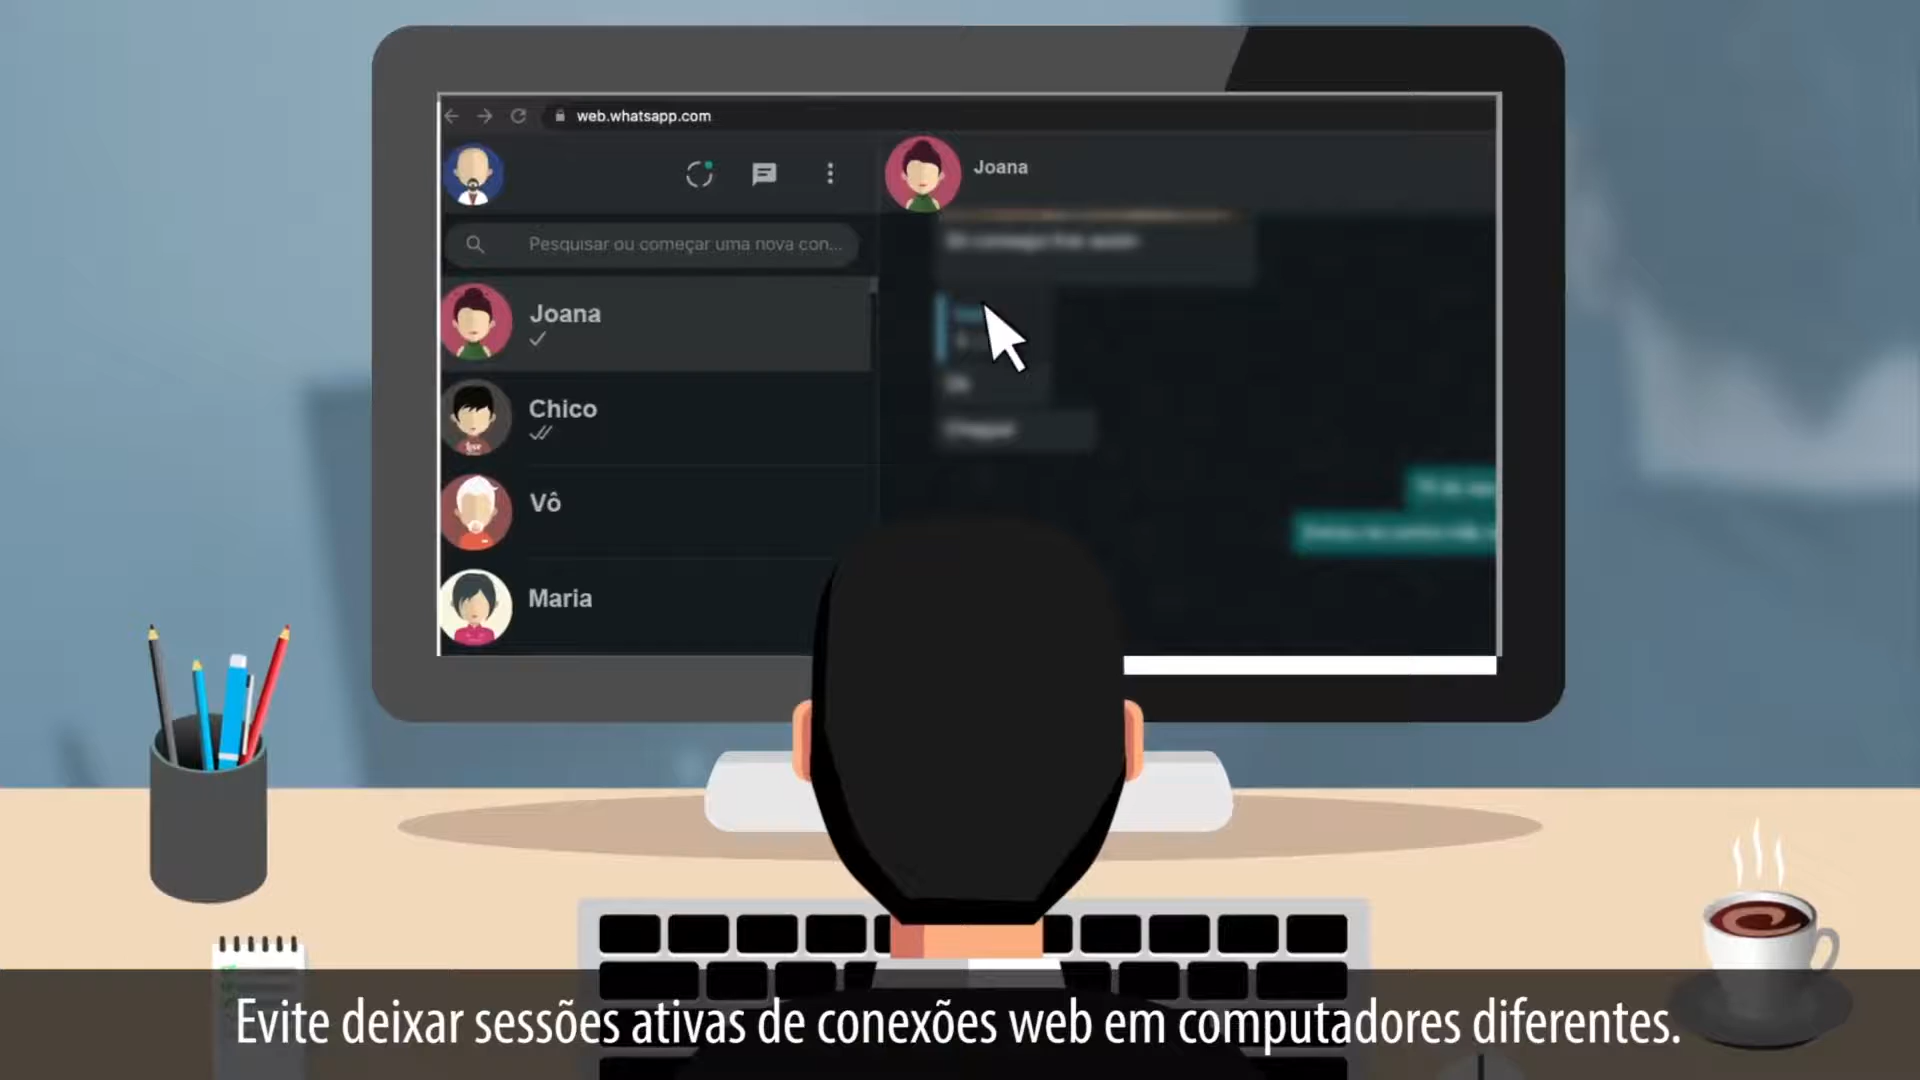 web.whatsapp.com
Joana
Pesquisar ou começar uma nova con...
Joana
Chico
Vô
Maria
Evite deixar sessões ativas de conexões web em computadores diferentes.